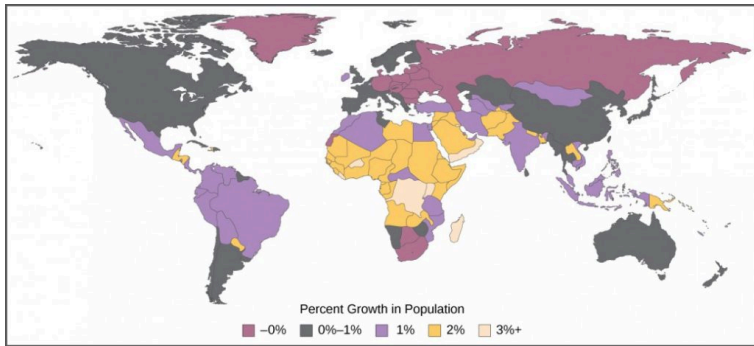 Percent Growth in Population
–0% 0%–1% 1% 2% 3%+